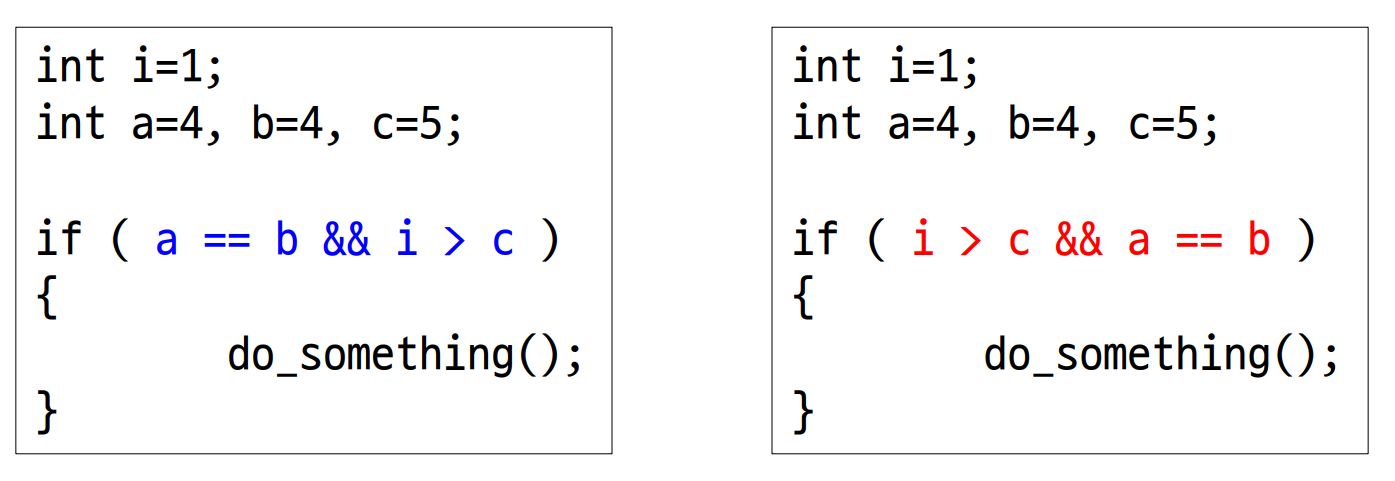 int i=1;
int a=4, b=4, c=5;
if ( a == b && i > c )
{
do_something();
}
int i=1;
int a=4, b=4, c=5;
if ( i > c && a == b )
{
do_something();
}